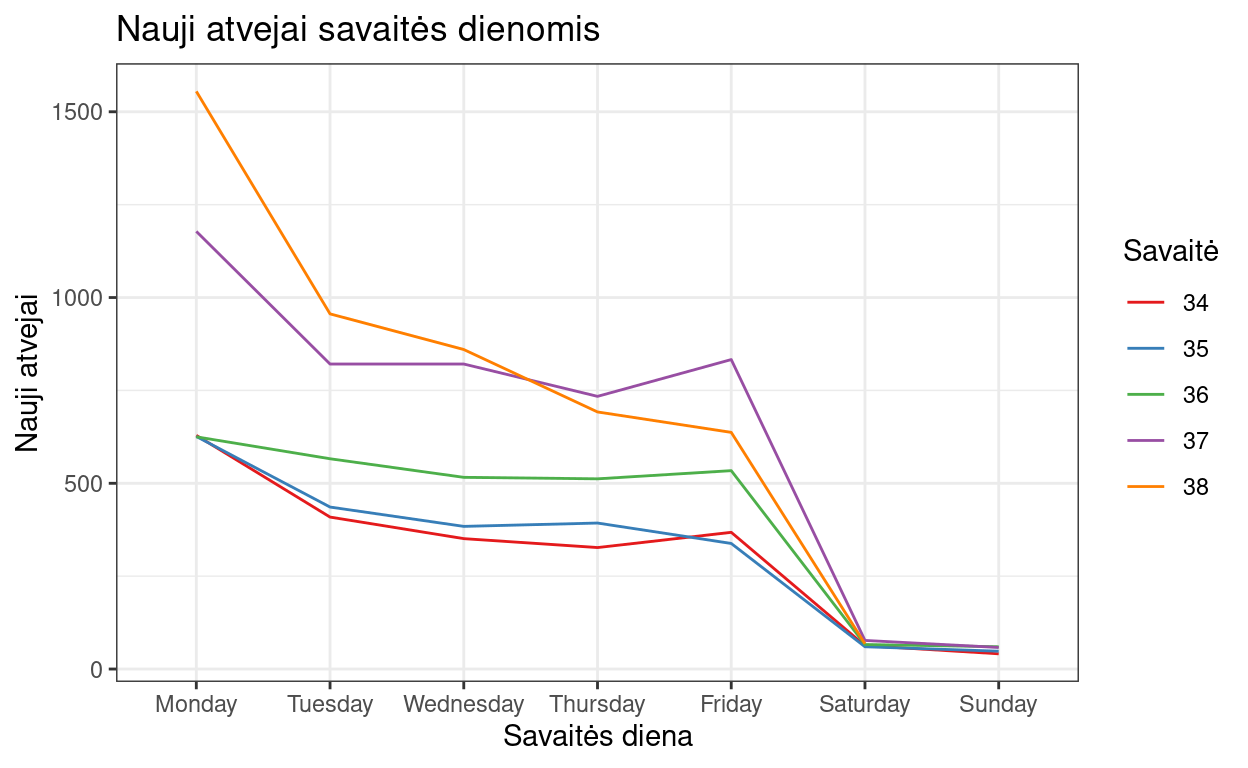 Nauji atvejai savaitės dienomis
Nauji atvejai
1500
1000
500
0
Monday Tuesday Wednesday Thursday Friday Saturday Sunday
Savaitės diena
Savaitė
34
35
36
37
38